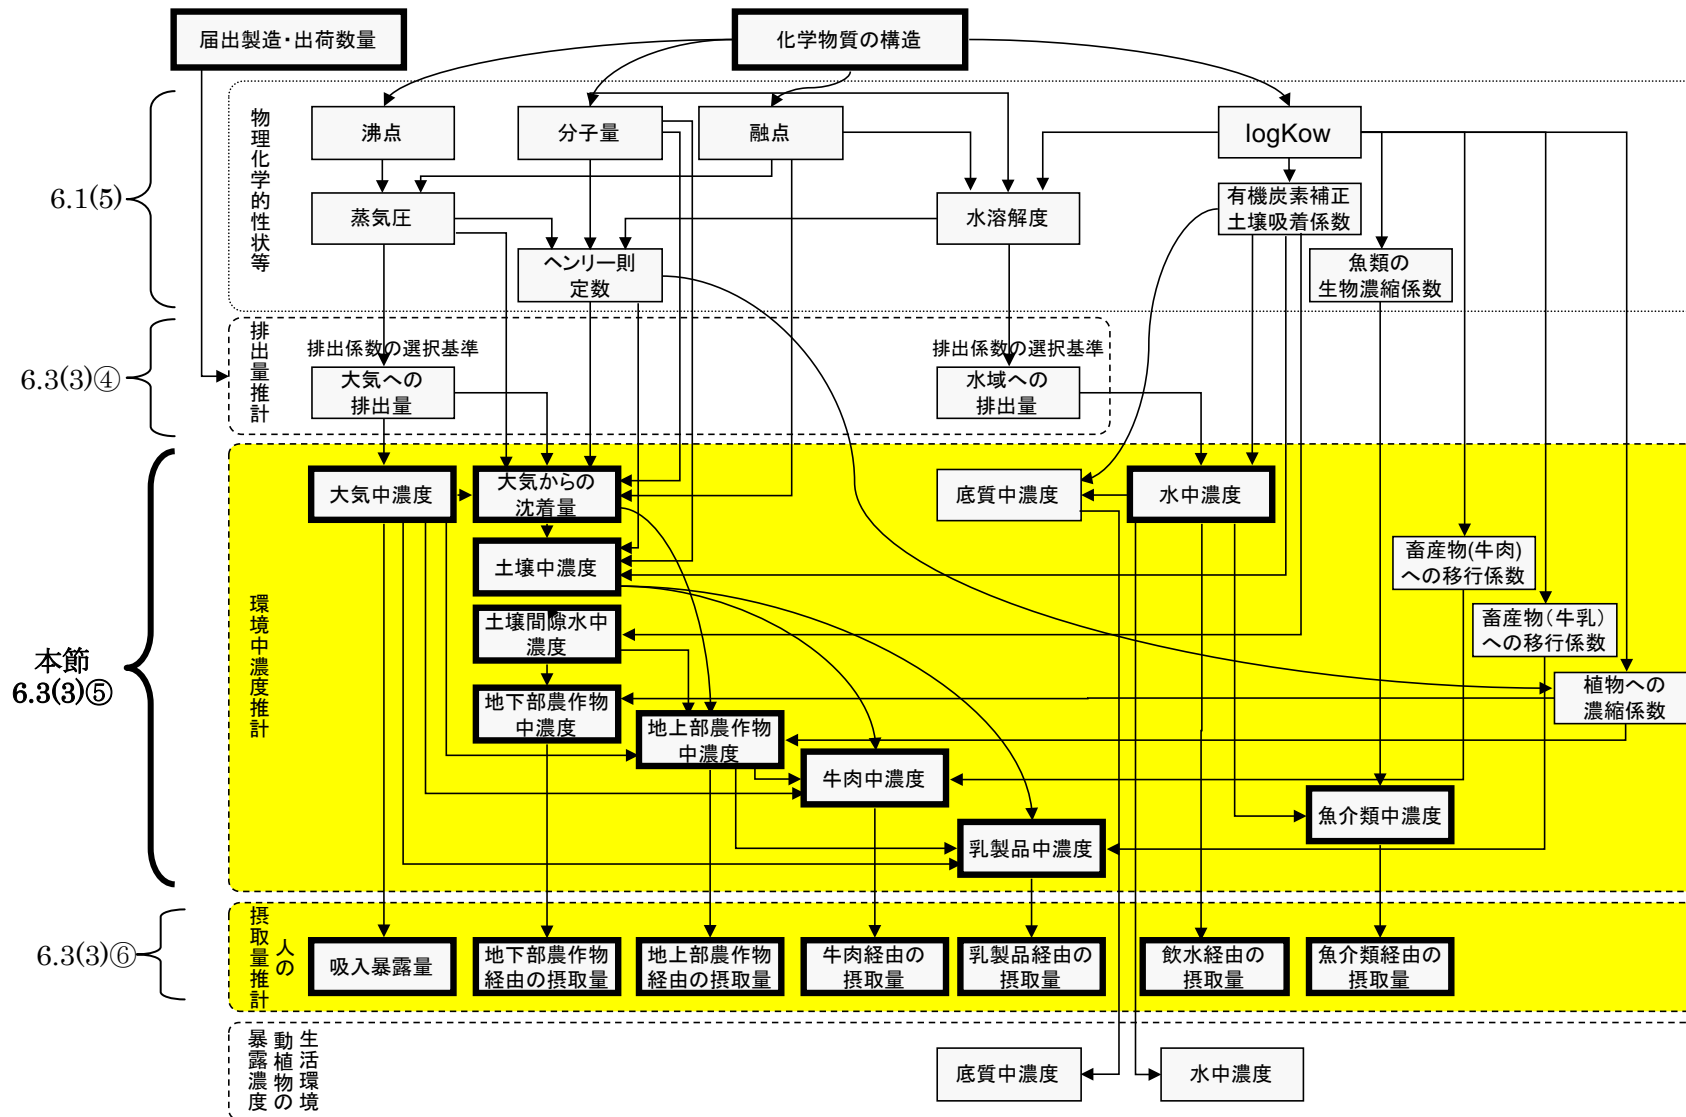 届出製造・出荷数量
化学物質の構造
6.1(5)
物理化学的性状等
沸点
分子量
融点
logKow
蒸気圧
水溶解度
有機炭素補正
土壌吸着係数
ヘンリー則
定数
魚類の
生物濃縮係数
6.3(3)④
排出量推計
排出係数の選択基準
大気への
排出量
排出係数の選択基準
水域への
排出量
本節
6.3(3)⑤
環境中濃度推計
大気中濃度
大気からの
沈着量
底質中濃度
水中濃度
土壌中濃度
畜産物(牛肉)
への移行係数
土壌間隙水中
濃度
畜産物(牛乳)
への移行係数
地下部農作物
中濃度
植物への
濃縮係数
地上部農作物
中濃度
牛肉中濃度
魚介類中濃度
乳製品中濃度
6.3(3)⑥
人の
摂取量推計
吸入暴露量
地下部農作物
経由の摂取量
地上部農作物
経由の摂取量
牛肉経由の
摂取量
乳製品経由の
摂取量
飲水経由の
摂取量
魚介類経由の
摂取量
生活環境
動植物の
暴露濃度
底質中濃度
水中濃度